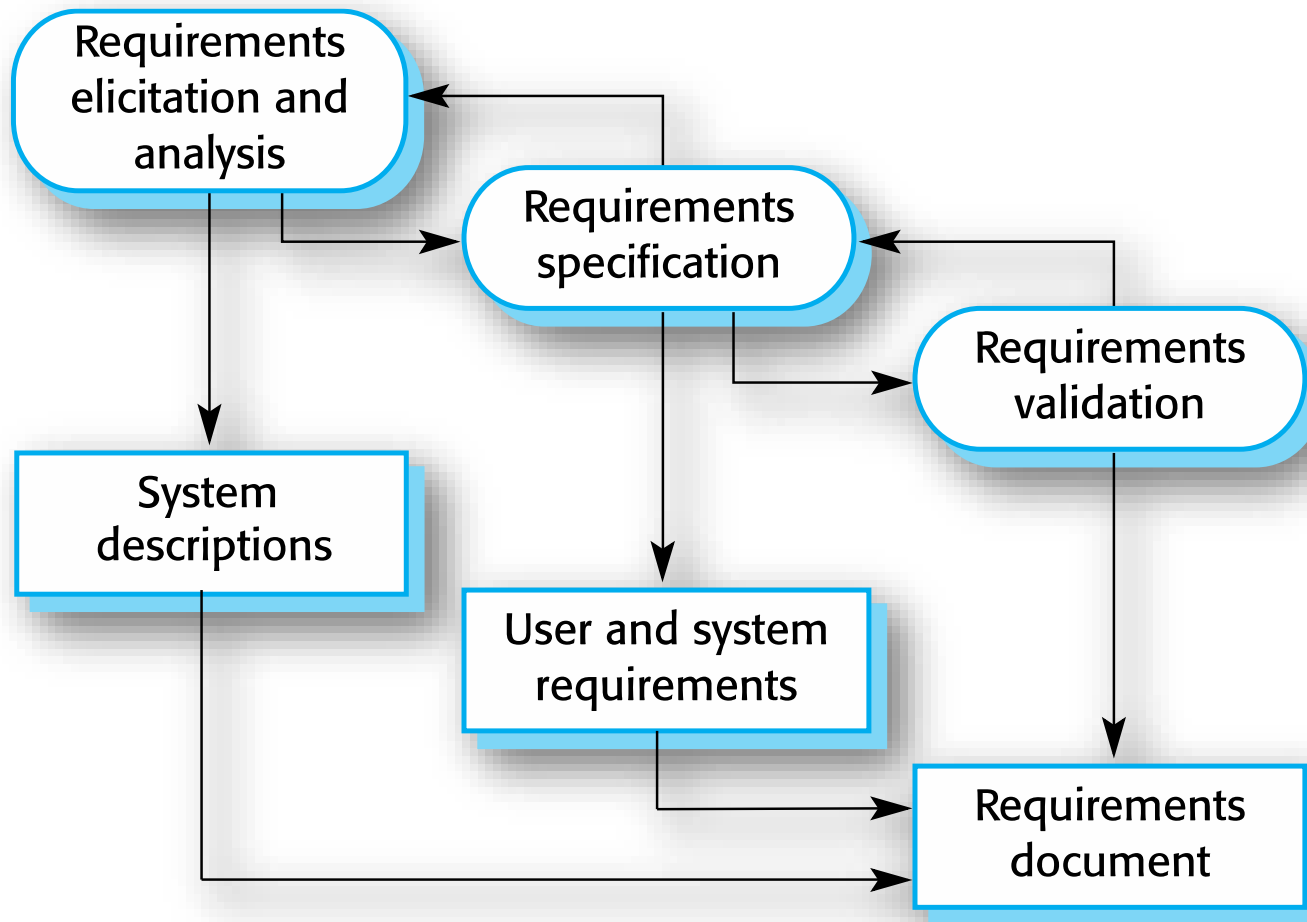 Requirements
elicitation and
analysis
Requirements
specification
Requirements
validation
System
descriptions
User and system
requirements
Requirements
document